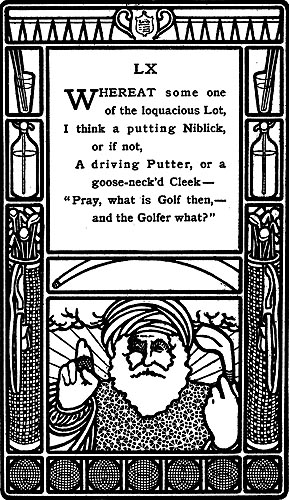 LX
WHEREAT some one
of the loquacious Lot,
I think a putting Niblick,
or if not,
A driving Putter, or a
goose-neck'd Cleek—
"Pray, what is Golf then,—
and the Golfer what?"